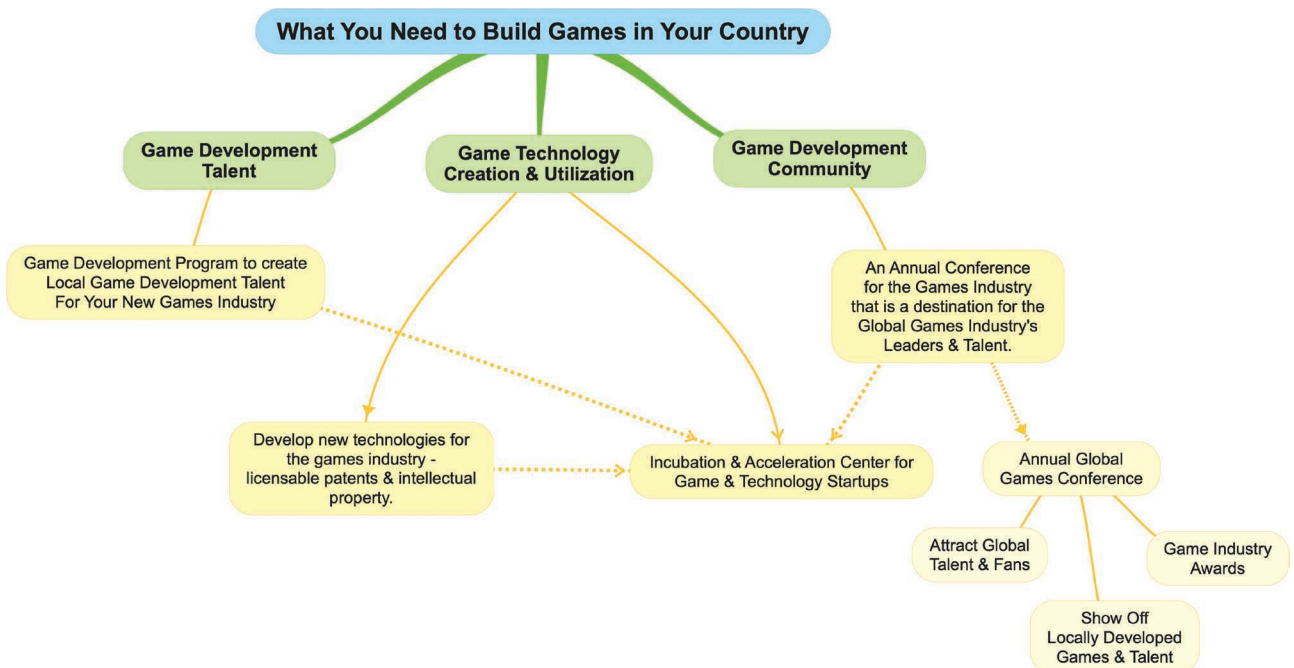 What You Need to Build Games in Your Country
Game Development
Talent
Game Technology
Creation & Utilization
Game Development
Community
Game Development Program to create
Local Game Development Talent
For Your New Games Industry
An Annual Conference
for the Games Industry
that is a destination for the
Global Games Industry's
Leaders & Talent.
Develop new technologies for
the games industry -
licensable patents & intellectual
property.
Incubation & Acceleration Center for
Game & Technology Startups
Annual Global
Games Conference
Attract Global
Talent & Fans
Game Industry
Awards
Show Off
Locally Developed
Games & Talent